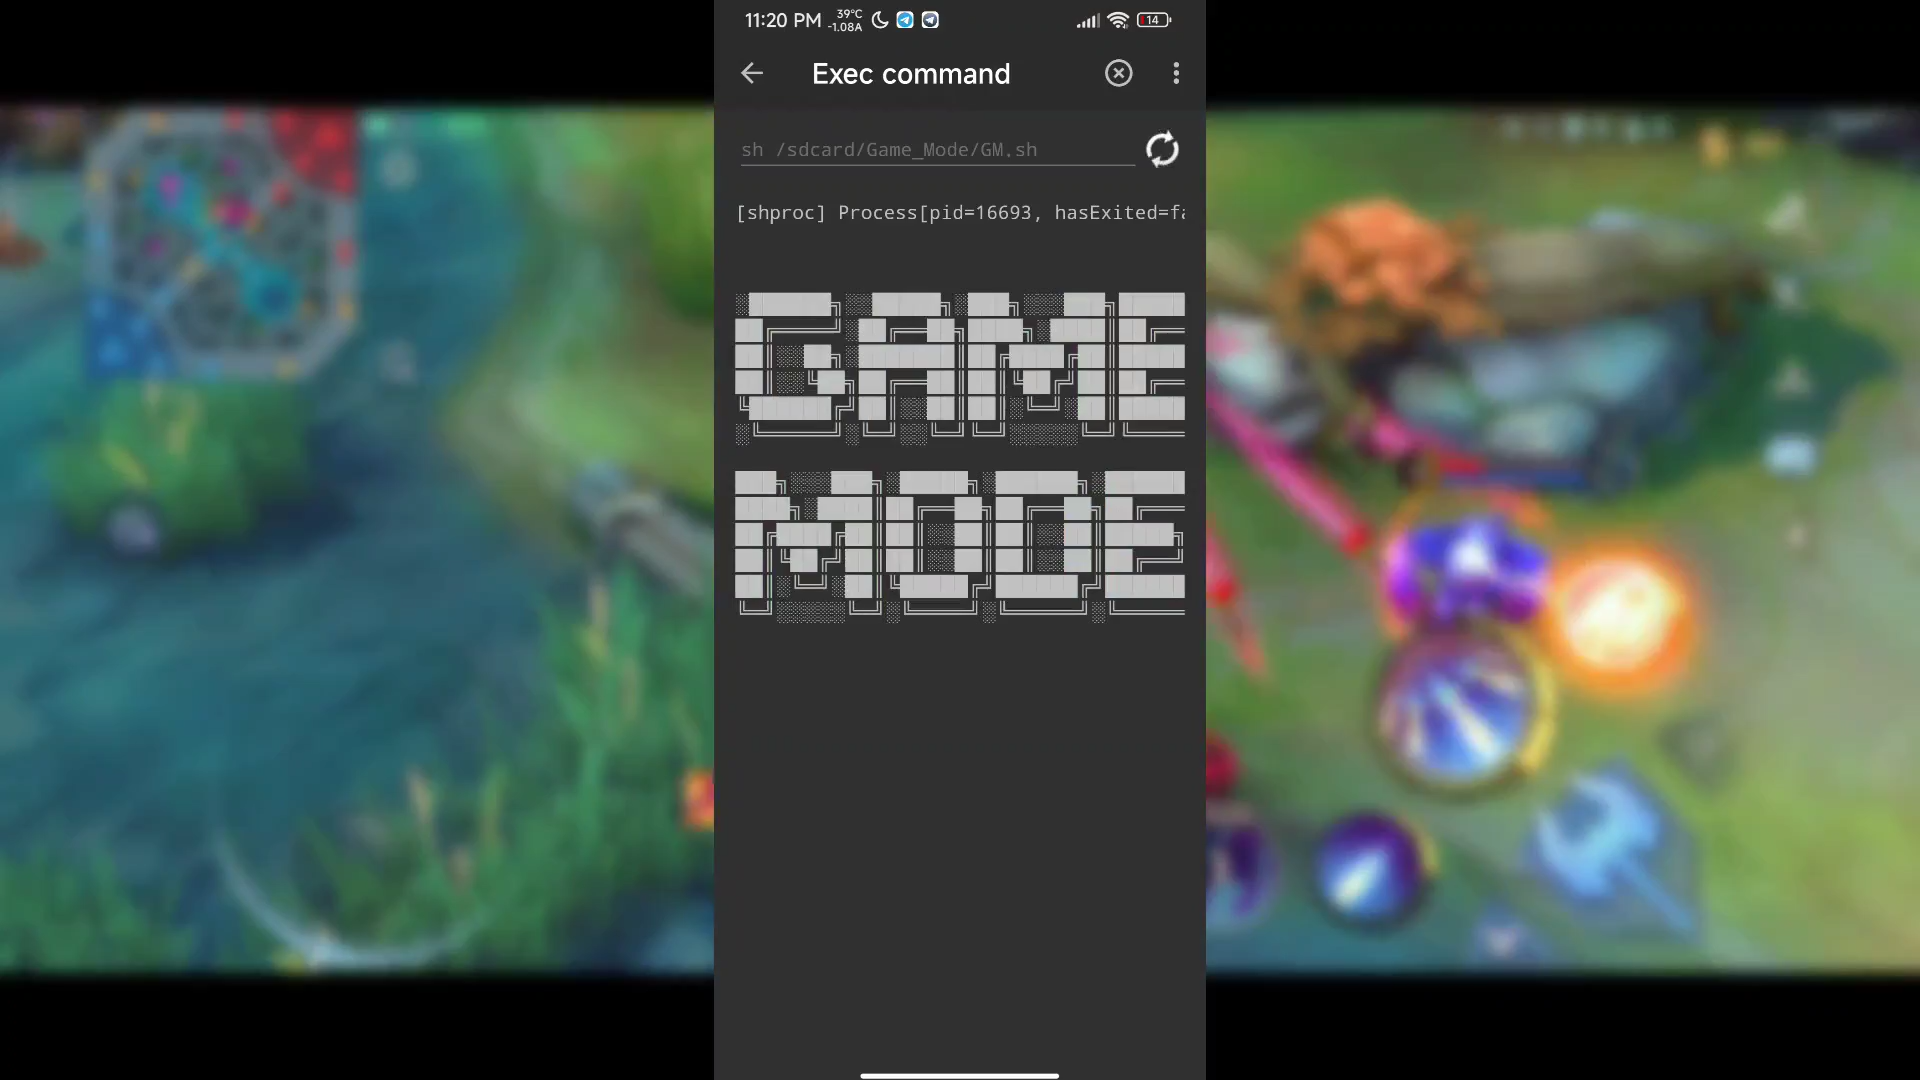 11:20 PM 39°C -1.08A 14
Exec command
sh /sdcard/Game_Mode/GM.sh
[shproc] Process[pid=16693, hasExited=fa
GAME
MODE